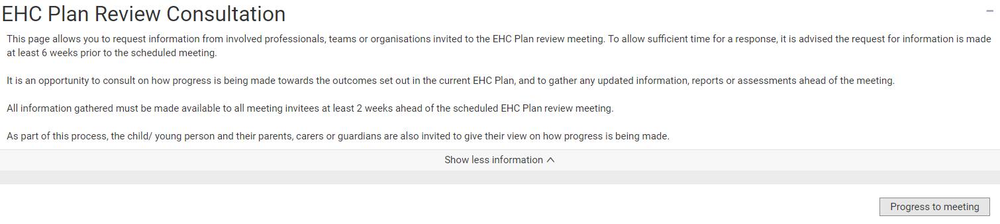 EHC Plan Review Consultation
This page allows you to request information from involved professionals, teams or organisations invited to the EHC Plan review meeting. To allow sufficient time for a response, it is advised the request for information is made
at least 6 weeks prior to the scheduled meeting.
It is an opportunity to consult on how progress is being made towards the outcomes set out in the current EHC Plan, and to gather any updated information, reports or assessments ahead of the meeting.
All information gathered must be made available to all meeting invitees at least 2 weeks ahead of the scheduled EHC Plan review meeting.
As part of this process, the child/ young person and their parents, carers or guardians are also invited to give their view on how progress is being made.
Show less information
Progress to meeting